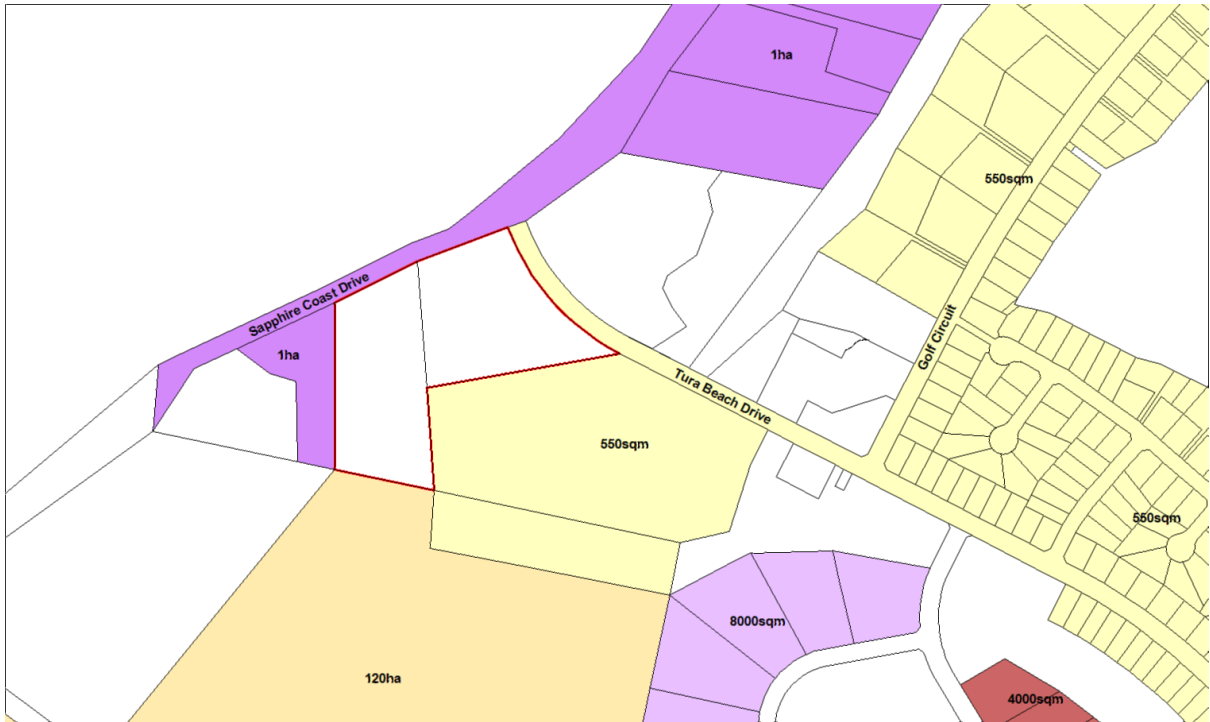 1ha
550sqm
Sapphire Coast Drive
1ha
Golf Circuit
Tura Beach Drive
550sqm
550sqm
8000sqm
120ha
4000sqm